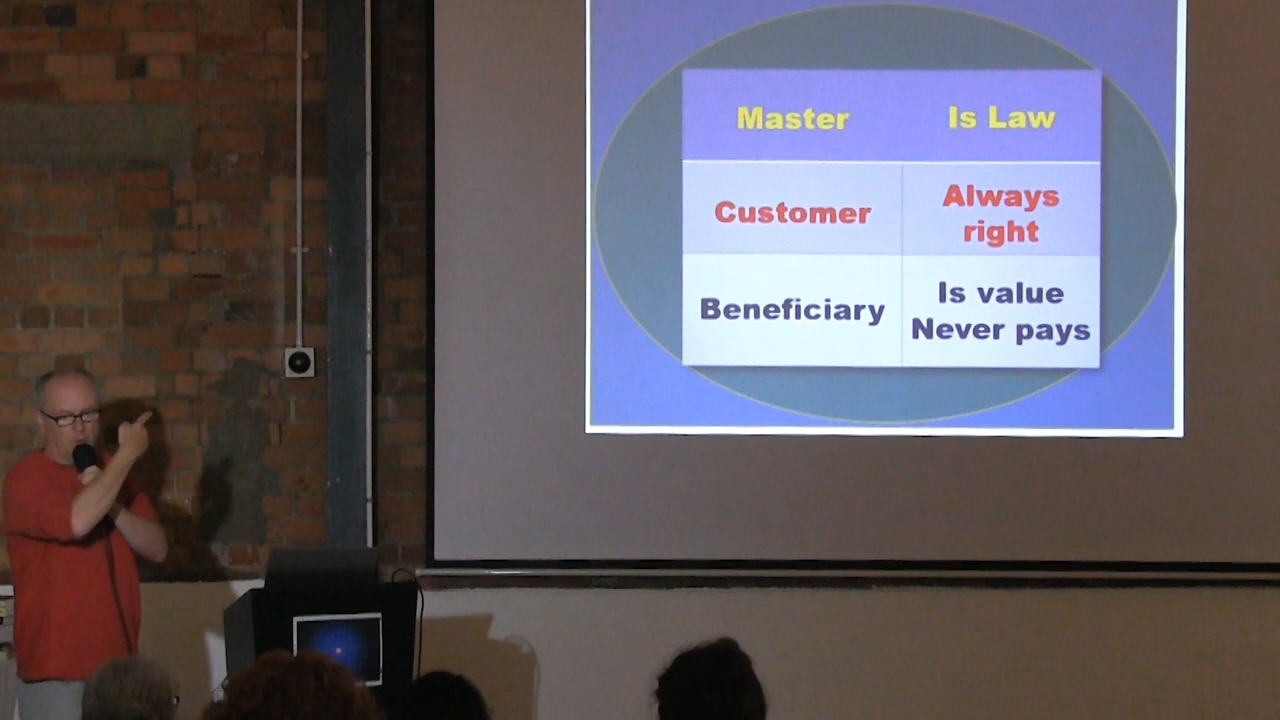 Master
Is Law
Customer
Always
right
Beneficiary
Is value
Never pays